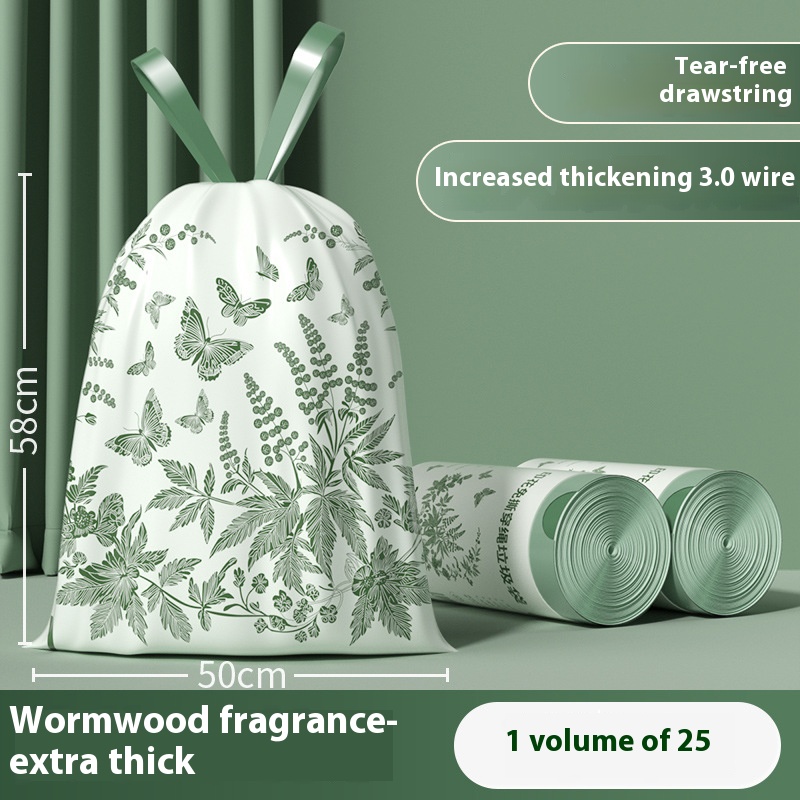 Tear-free
drawstring
Increased thickening 3.0 wire
58cm
50cm
Wormwood fragrance-
extra thick
1 volume of 25